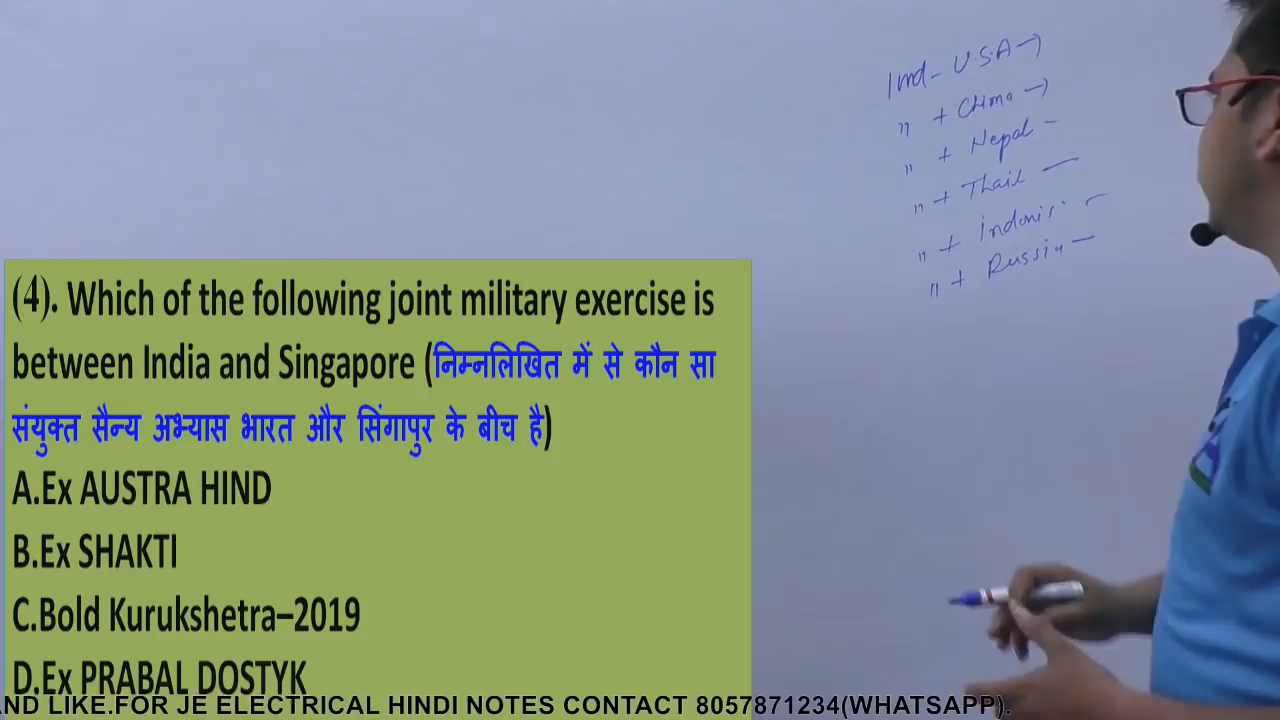 Ind - U.S.A →
" + China →
" + Nepal -
" + Thail -
" + Indonis -
" + Russia -
(4). Which of the following joint military exercise is
between India and Singapore (निम्नलिखित में से कौन सा
संयुक्त सैन्य अभ्यास भारत और सिंगापुर के बीच है)
A.Ex AUSTRA HIND
B.Ex SHAKTI
C.Bold Kurukshetra–2019
D.Ex PRABAL DOSTYK
AND LIKE.FOR JE ELECTRICAL HINDI NOTES CONTACT 8057871234(WHATSAPP).